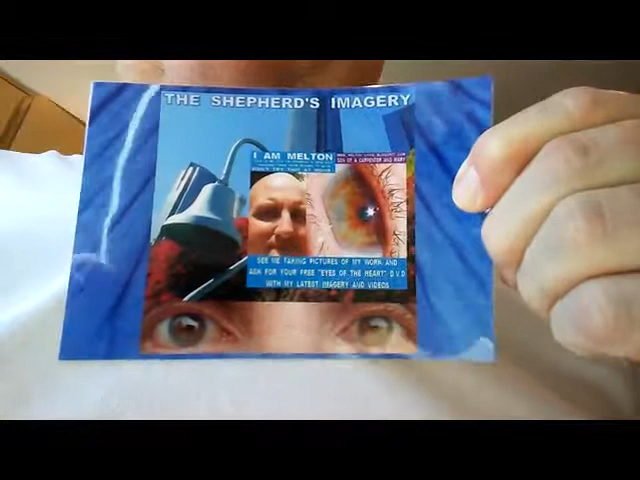 THE SHEPHERD'S IMAGERY
I AM MELTON
SON OF A CARPENTER AND MARY
SEE ME TAKING PICTURES OF MY WORK AND
ASK FOR YOUR FREE "EYES OF THE HEART" D.V.D
WITH MY LATEST IMAGERY AND VIDEOS